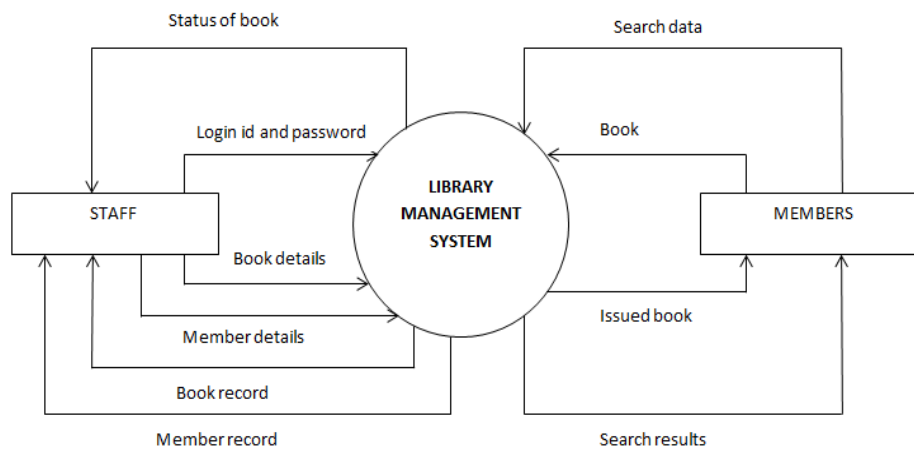 Status of book
Search data
Login id and password
Book
STAFF
LIBRARY
MANAGEMENT
SYSTEM
MEMBERS
Book details
Issued book
Member details
Book record
Member record
Search results